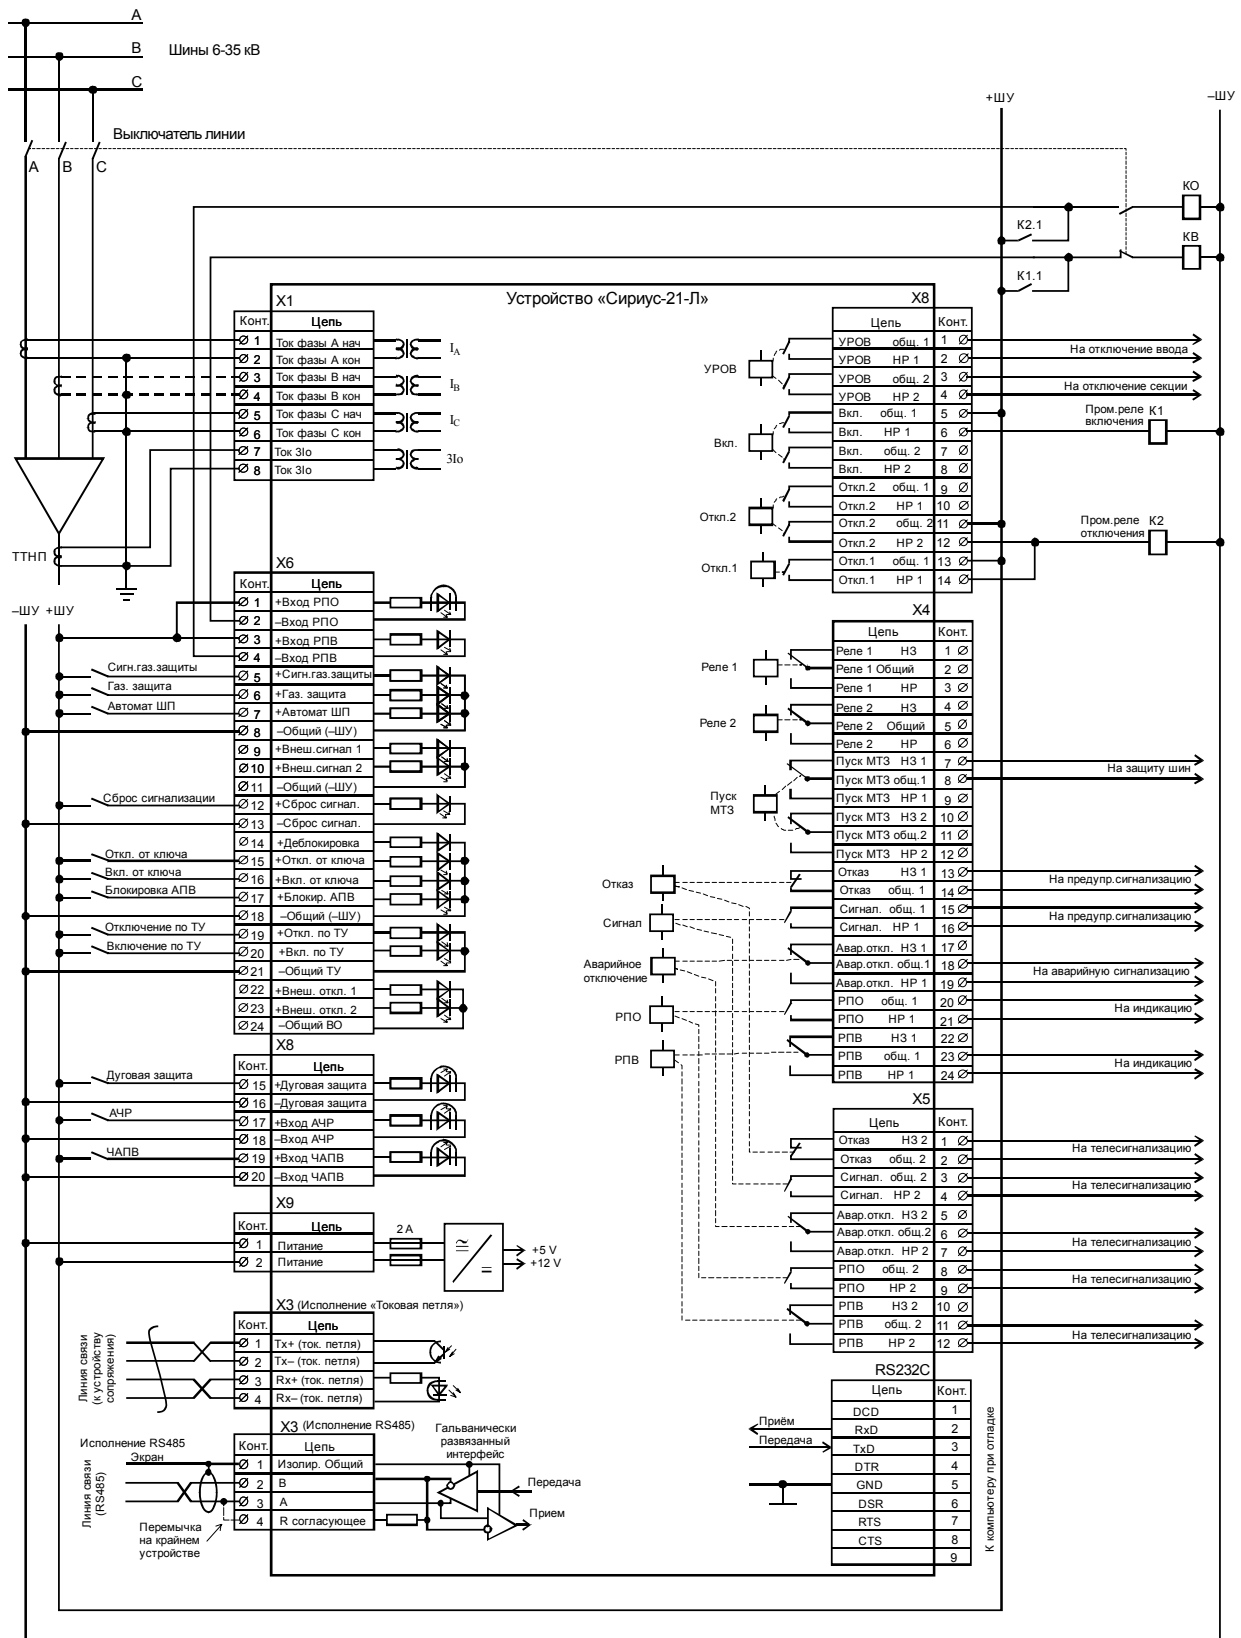 A
B
Шины 6-35 кВ
C
+ШУ
–ШУ
Выключатель линии
A
B
C
КО
К2.1
КВ
К1.1
Устройство «Сириус-21-Л»
X1
Конт. Цепь
1 Ток фазы А нач
2 Ток фазы А кон
3 Ток фазы В нач
4 Ток фазы В кон
5 Ток фазы С нач
6 Ток фазы С кон
7 Ток 3Io
8 Ток 3Io
IA
IB
IC
3Io
ТТНП
X6
Конт. Цепь
–ШУ +ШУ
1 +Вход РПО
2 –Вход РПО
3 +Вход РПВ
4 –Вход РПВ
Сигн.газ.защиты 5 +Сигн.газ.защиты
Газ. защита 6 +Газ. защита
Автомат ШП 7 +Автомат ШП
8 –Общий (–ШУ)
9 +Внеш.сигнал 1
10 +Внеш.сигнал 2
11 –Общий (–ШУ)
Сброс сигнализации 12 +Сброс сигнал.
13 –Сброс сигнал.
14 +Деблокировка
Откл. от ключа 15 +Откл. от ключа
Вкл. от ключа 16 +Вкл. от ключа
Блокировка АПВ 17 +Блокир. АПВ
18 –Общий (–ШУ)
Отключение по ТУ 19 +Откл. по ТУ
Включение по ТУ 20 +Вкл. по ТУ
21 –Общий ТУ
22 +Внеш. откл. 1
23 +Внеш. откл. 2
24 –Общий ВО
X8
Конт. Цепь
Дуговая защита 15 +Дуговая защита
16 –Дуговая защита
АЧР 17 +Вход АЧР
18 –Вход АЧР
ЧАПВ 19 +Вход ЧАПВ
20 –Вход ЧАПВ
X9
Конт. Цепь
1 Питание
2 Питание
2 А
≅
=
+5 V
+12 V
X3 (Исполнение «Токовая петля»)
Конт. Цепь
1 Tx+ (ток. петля)
2 Tx– (ток. петля)
3 Rx+ (ток. петля)
4 Rx– (ток. петля)
Линия связи
(к устройству
сопряжения)
X3 (Исполнение RS485)
Конт. Цепь
1 Изолир. Общий
2 В
3 А
4 R согласующее
Исполнение RS485
Экран
Линия связи
(RS485)
Перемычка
на крайнем
устройстве
Гальванически
развязанный
интерфейс
Передача
Прием
X8
Цепь Конт.
УРОВ общ. 1 1
УРОВ НР 1 2
УРОВ общ. 2 3
УРОВ НР 2 4
Вкл. общ. 1 5
Вкл. НР 1 6
Вкл. общ. 2 7
Вкл. НР 2 8
Откл.2 общ. 1 9
Откл.2 НР 1 10
Откл.2 общ. 2 11
Откл.2 НР 2 12
Откл.1 общ. 1 13
Откл.1 НР 1 14
УРОВ
Вкл.
Откл.2
Откл.1
На отключение ввода
На отключение секции
Пром.реле
включения
К1
Пром.реле
отключения
К2
X4
Цепь Конт.
Реле 1 НЗ 1
Реле 1 Общий 2
Реле 1 НР 3
Реле 2 НЗ 4
Реле 2 Общий 5
Реле 2 НР 6
Пуск МТЗ НЗ 1 7
Пуск МТЗ общ.1 8
Пуск МТЗ НР 1 9
Пуск МТЗ НЗ 2 10
Пуск МТЗ общ.2 11
Пуск МТЗ НР 2 12
Отказ НЗ 1 13
Отказ общ. 1 14
Сигнал. общ. 1 15
Сигнал. НР 1 16
Авар.откл. НЗ 1 17
Авар.откл. общ.1 18
Авар.откл. НР 1 19
РПО общ. 1 20
РПО НР 1 21
РПВ НЗ 1 22
РПВ общ. 1 23
РПВ НР 1 24
Реле 1
Реле 2
Пуск
МТЗ
Отказ
Сигнал
Аварийное
отключение
РПО
РПВ
На защиту шин
На предупр.сигнализацию
На предупр.сигнализацию
На аварийную сигнализацию
На индикацию
На индикацию
X5
Цепь Конт.
Отказ НЗ 2 1
Отказ общ. 2 2
Сигнал. общ. 2 3
Сигнал. НР 2 4
Авар.откл. НЗ 2 5
Авар.откл. общ.2 6
Авар.откл. НР 2 7
РПО общ. 2 8
РПО НР 2 9
РПВ НЗ 2 10
РПВ общ. 2 11
РПВ НР 2 12
На телесигнализацию
На телесигнализацию
На телесигнализацию
На телесигнализацию
На телесигнализацию
RS232C
Цепь Конт.
DCD 1
RxD 2
TxD 3
DTR 4
GND 5
DSR 6
RTS 7
CTS 8
9
Приём
Передача
К компьютеру при отладке